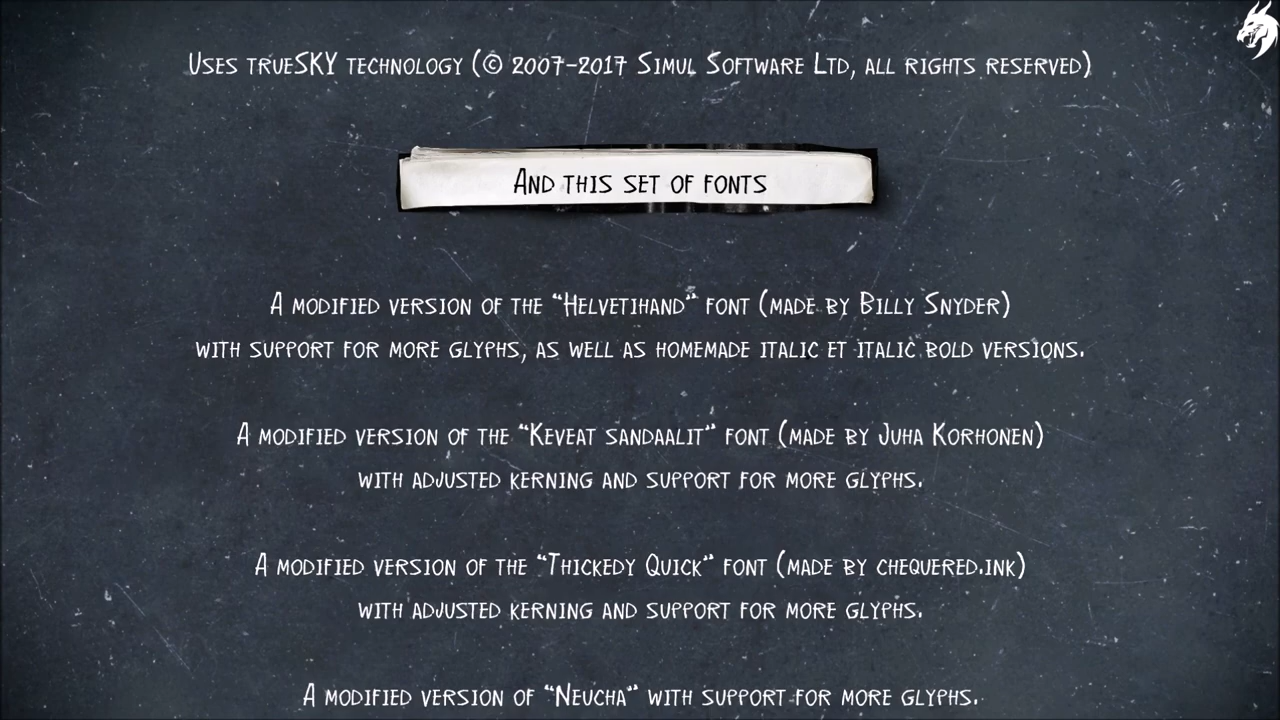 Uses trueSKY technology (© 2007-2017 Simul Software Ltd, all rights reserved)
And this set of fonts
A modified version of the “Helvetihand” font (made by Billy Snyder)
with support for more glyphs, as well as homemade italic et italic bold versions.
A modified version of the “Keveat sandaalit” font (made by Juha Korhonen)
with adjusted kerning and support for more glyphs.
A modified version of the “Thickedy Quick” font (made by chequered.ink)
with adjusted kerning and support for more glyphs.
A modified version of “Neucha” with support for more glyphs.